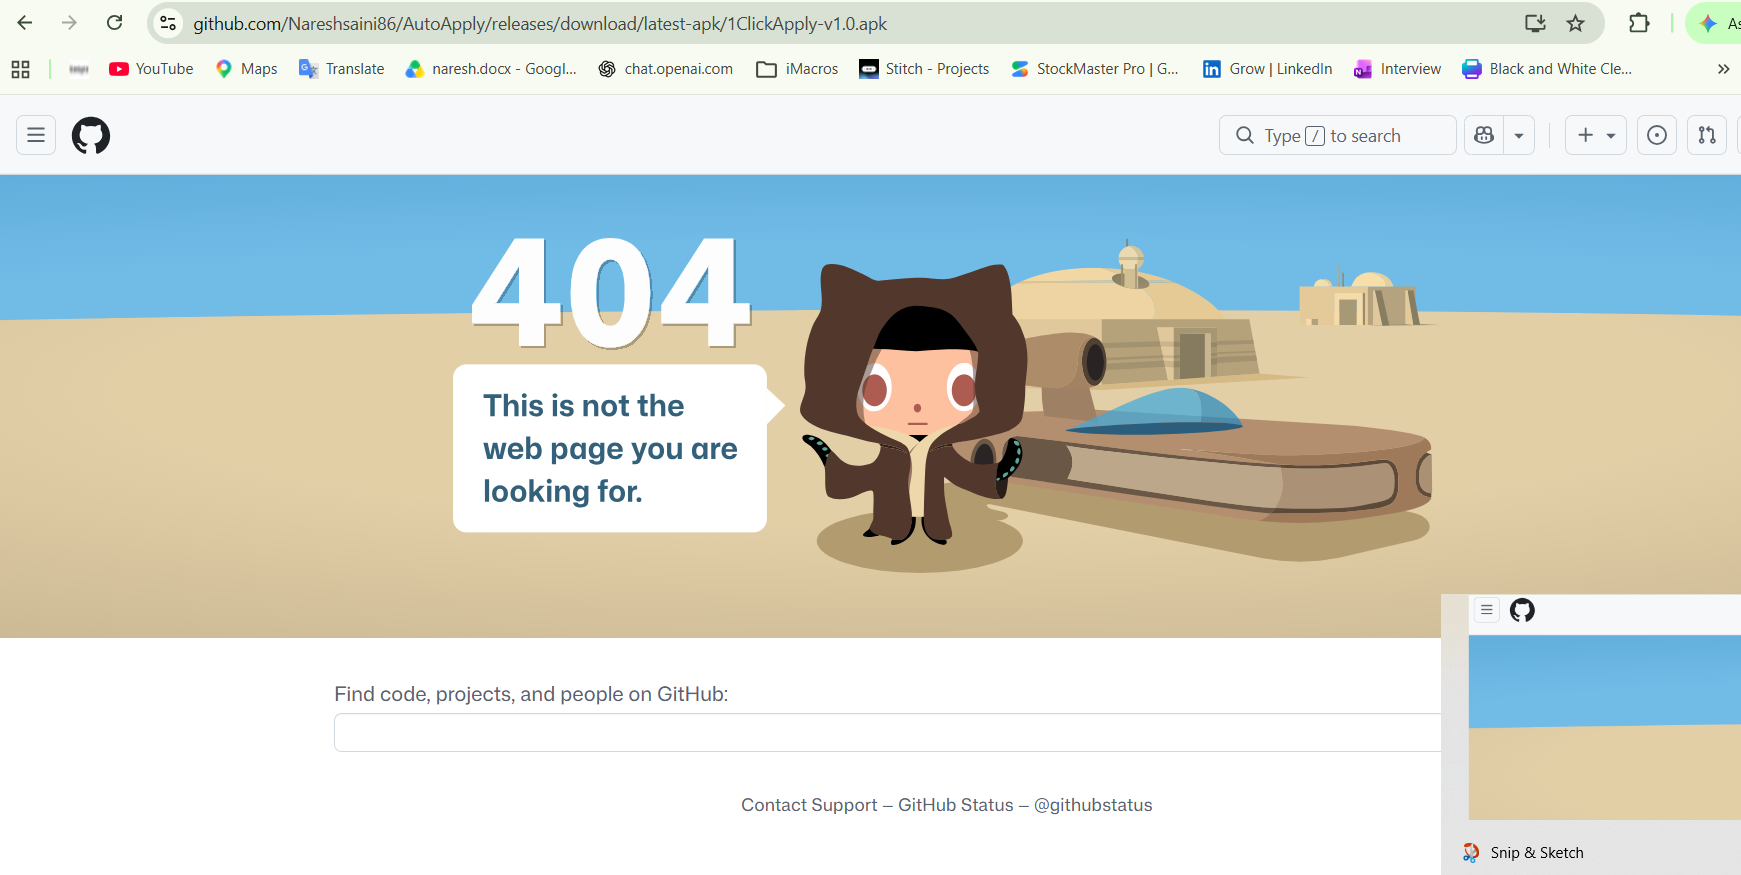 github.com/Nareshsaini86/AutoApply/releases/download/latest-apk/1ClickApply-v1.0.apk
As
YouTube
Maps
Translate
naresh.docx - Googl...
chat.openai.com
iMacros
Stitch - Projects
StockMaster Pro | G...
Grow | LinkedIn
Interview
Black and White Cle...
Type / to search
404
This is not the
web page you are
looking for.
Find code, projects, and people on GitHub:
Contact Support — GitHub Status — @githubstatus
Snip & Sketch